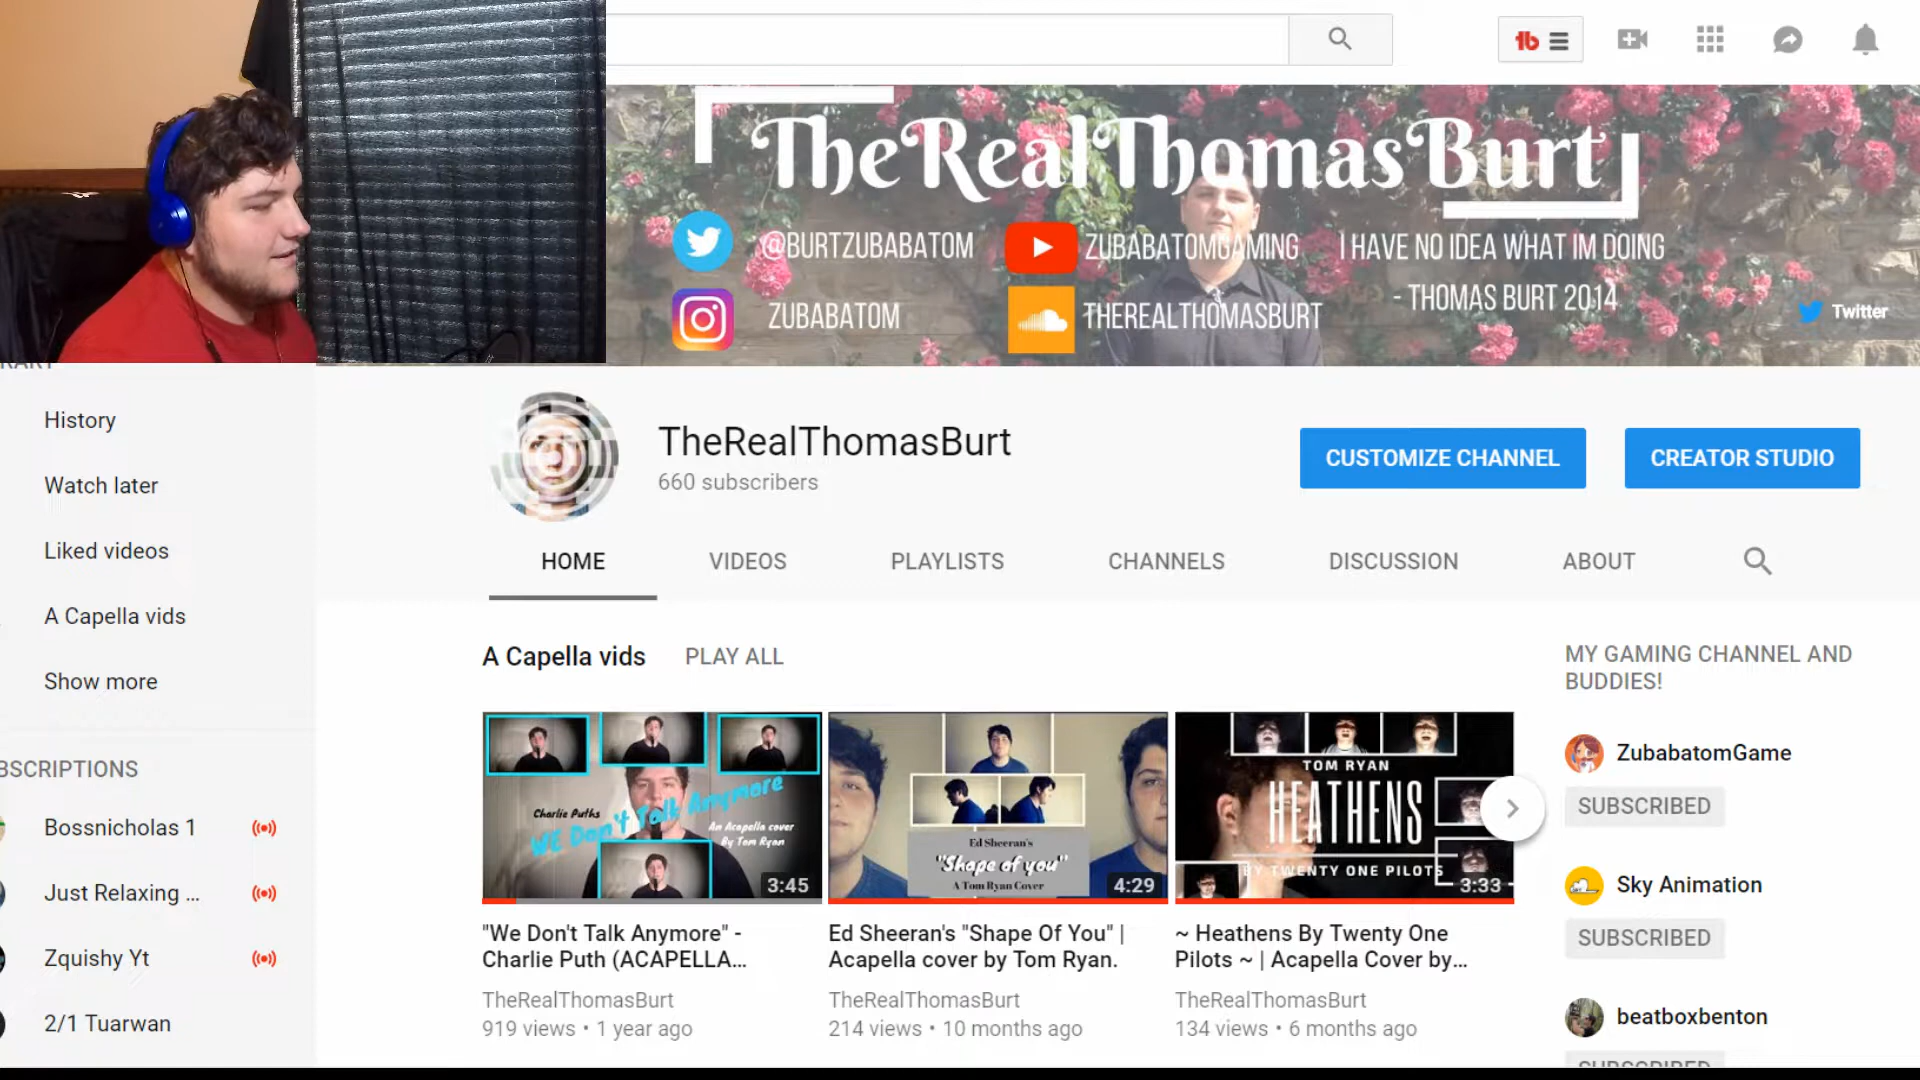 TheRealThomasBurt
@BURTZUBABATOM
ZUBABATOMGAMING
I HAVE NO IDEA WHAT IM DOING
ZUBABATOM
THEREALTHOMASBURT
- THOMAS BURT 2014
Twitter
History
Watch later
Liked videos
A Capella vids
Show more
BSCRIPTIONS
Bossnicholas 1
Just Relaxing ...
Zquishy Yt
2/1 Tuarwan
TheRealThomasBurt
660 subscribers
CUSTOMIZE CHANNEL
CREATOR STUDIO
HOME
VIDEOS
PLAYLISTS
CHANNELS
DISCUSSION
ABOUT
A Capella vids
PLAY ALL
Charlie Puths
WE Don't Talk Anymore
An Acapella cover
By Tom Ryan
3:45
Ed Sheeran's
"Shape of you"
A Tom Ryan Cover
4:29
TOM RYAN
HEATHENS
BY TWENTY ONE PILOTS
3:33
"We Don't Talk Anymore" -
Charlie Puth (ACAPELLA...
TheRealThomasBurt
919 views • 1 year ago
Ed Sheeran's "Shape Of You" |
Acapella cover by Tom Ryan.
TheRealThomasBurt
214 views • 10 months ago
~ Heathens By Twenty One
Pilots ~ | Acapella Cover by...
TheRealThomasBurt
134 views • 6 months ago
MY GAMING CHANNEL AND
BUDDIES!
ZubabatomGame
SUBSCRIBED
Sky Animation
SUBSCRIBED
beatboxbenton
SUBSCRIBED